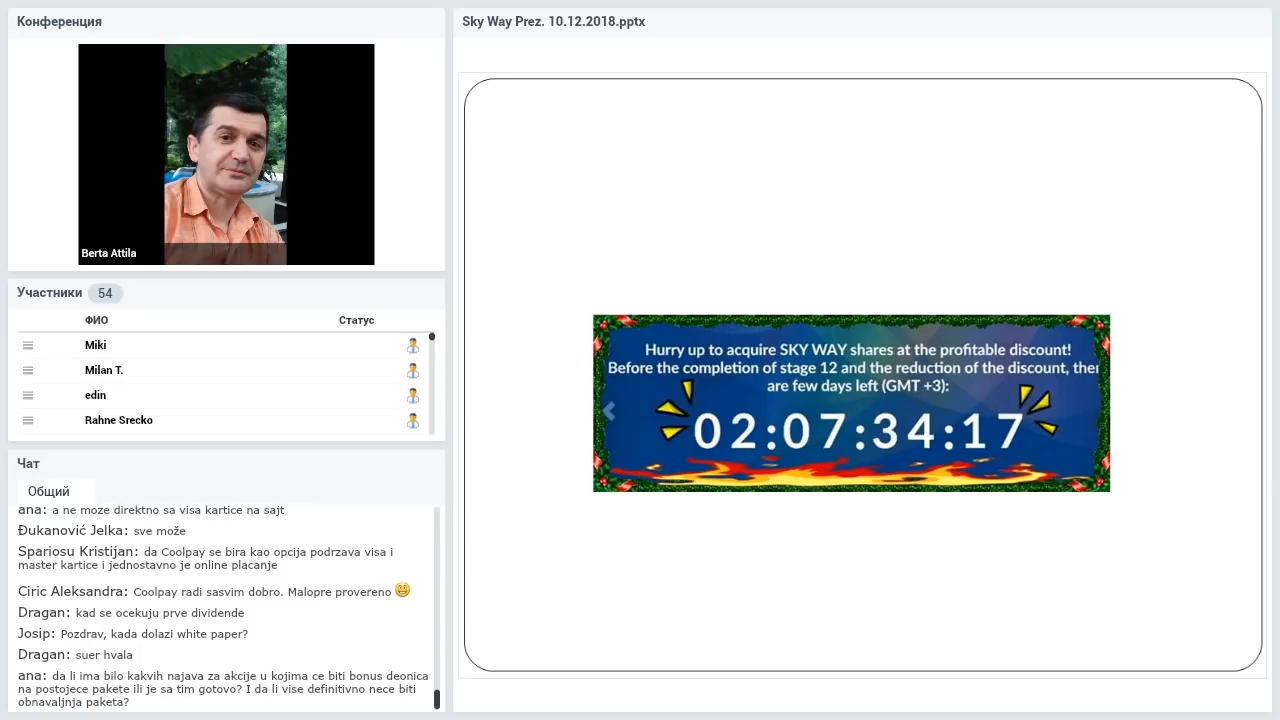 Конференция
Berta Attila
Участники 54
ФИО Статус
Miki
Milan T.
edin
Rahne Srecko
Чат
Общий
ana: a ne moze direktno sa visa kartice na sajt
Đukanović Jelka: sve može
Spariosu Kristijan: da Coolpay se bira kao opcija podrzava visa i
master kartice i jednostavno je online placanje
Ciric Aleksandra: Coolpay radi sasvim dobro. Malopre provereno
Dragan: kad se ocekuju prve dividende
Josip: Pozdrav, kada dolazi white paper?
Dragan: suer hvala
ana: da li ima bilo kakvih najava za akcije u kojima ce biti bonus deonica
na postojece pakete ili je sa tim gotovo? I da li vise definitivno nece biti
obnavaljnja paketa?
Sky Way Prez. 10.12.2018.pptx
Hurry up to acquire SKY WAY shares at the profitable discount!
Before the completion of stage 12 and the reduction of the discount, ther
are few days left (GMT +3):
02:07:34:17